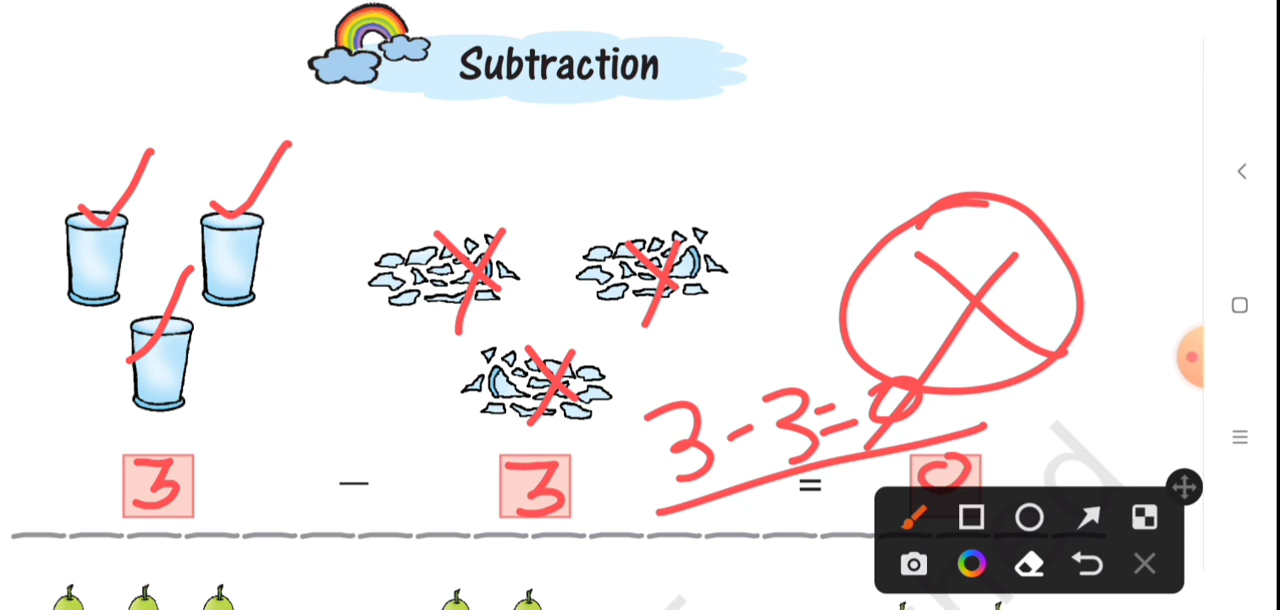 Subtraction
3 - 3 = 0
3 — 3 = 0